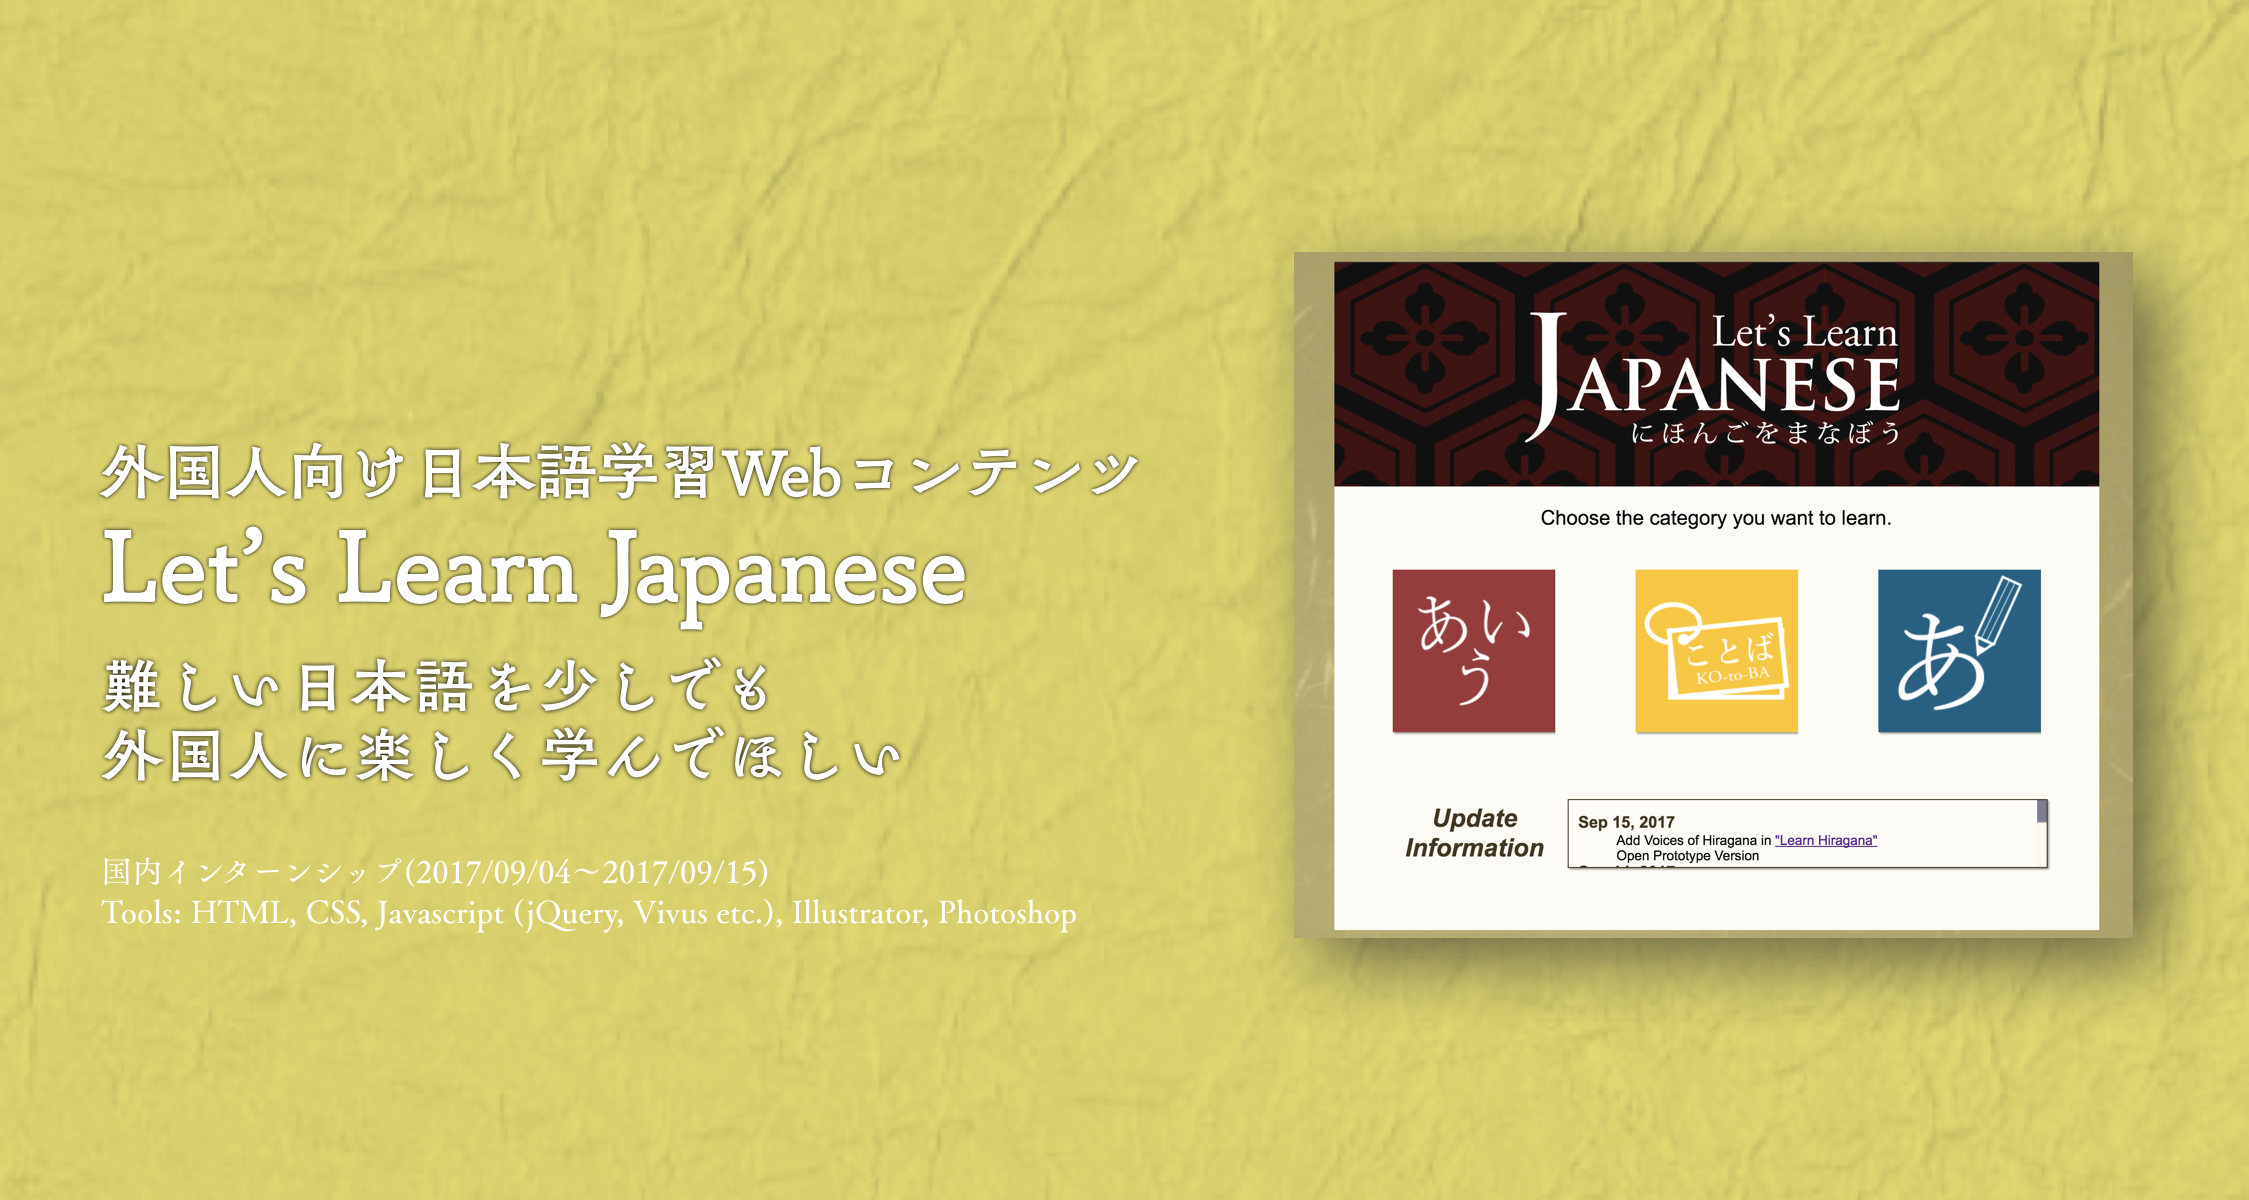 外国人向け日本語学習Webコンテンツ
Let’s Learn Japanese
難しい日本語を少しでも
外国人に楽しく学んでほしい
国内インターンシップ(2017/09/04〜2017/09/15)
Tools: HTML, CSS, Javascript (jQuery, Vivus etc.), Illustrator, Photoshop
Let’s Learn
JAPANESE
にほんごをまなぼう
Choose the category you want to learn.
あい
う
ことば
KO-to-BA
あ
Update
Information
Sep 15, 2017
Add Voices of Hiragana in "Learn Hiragana"
Open Prototype Version